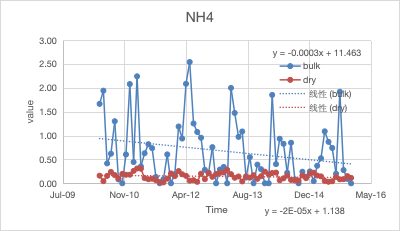 NH4
3.00
2.50
2.00
1.50
1.00
0.50
0.00
value
y = -0.0003x + 11.463
bulk
dry
线性 (bulk)
线性 (dry)
Jul-09 Nov-10 Apr-12 Aug-13 Dec-14 May-16
Time
y = -2E-05x + 1.138